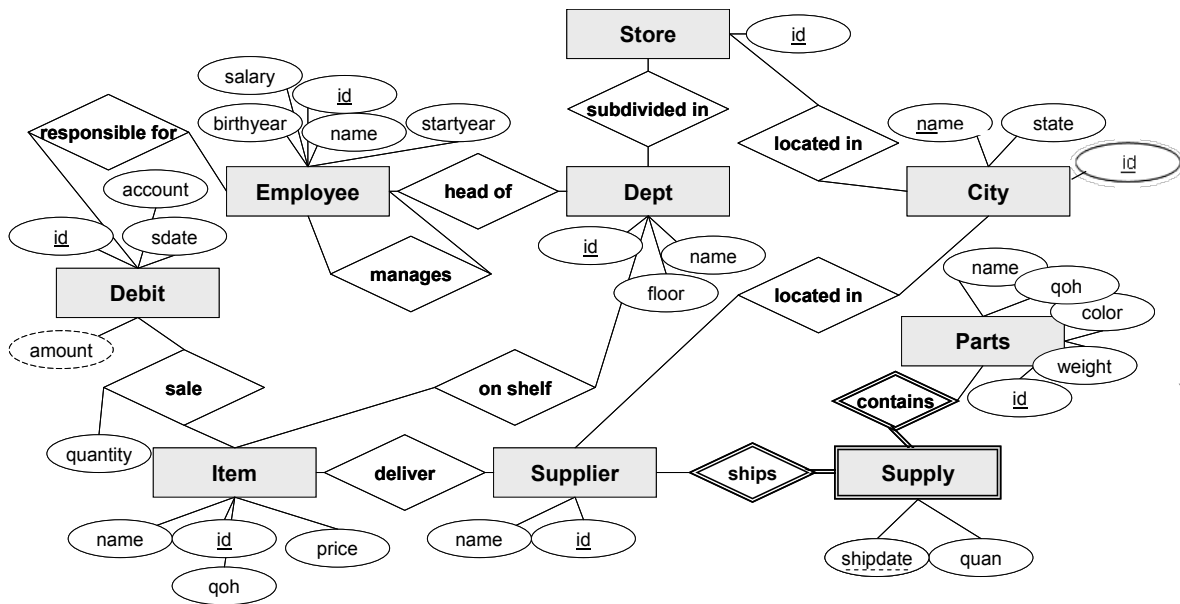 Store
id
salary
id
subdivided in
birthyear
name
startyear
responsible for
name
state
located in
id
Employee
head of
Dept
City
account
id
sdate
id
name
manages
floor
located in
name
qoh
Debit
color
amount
Parts
weight
sale
on shelf
contains
id
quantity
Item
deliver
Supplier
ships
Supply
name
id
price
name
id
shipdate
quan
qoh